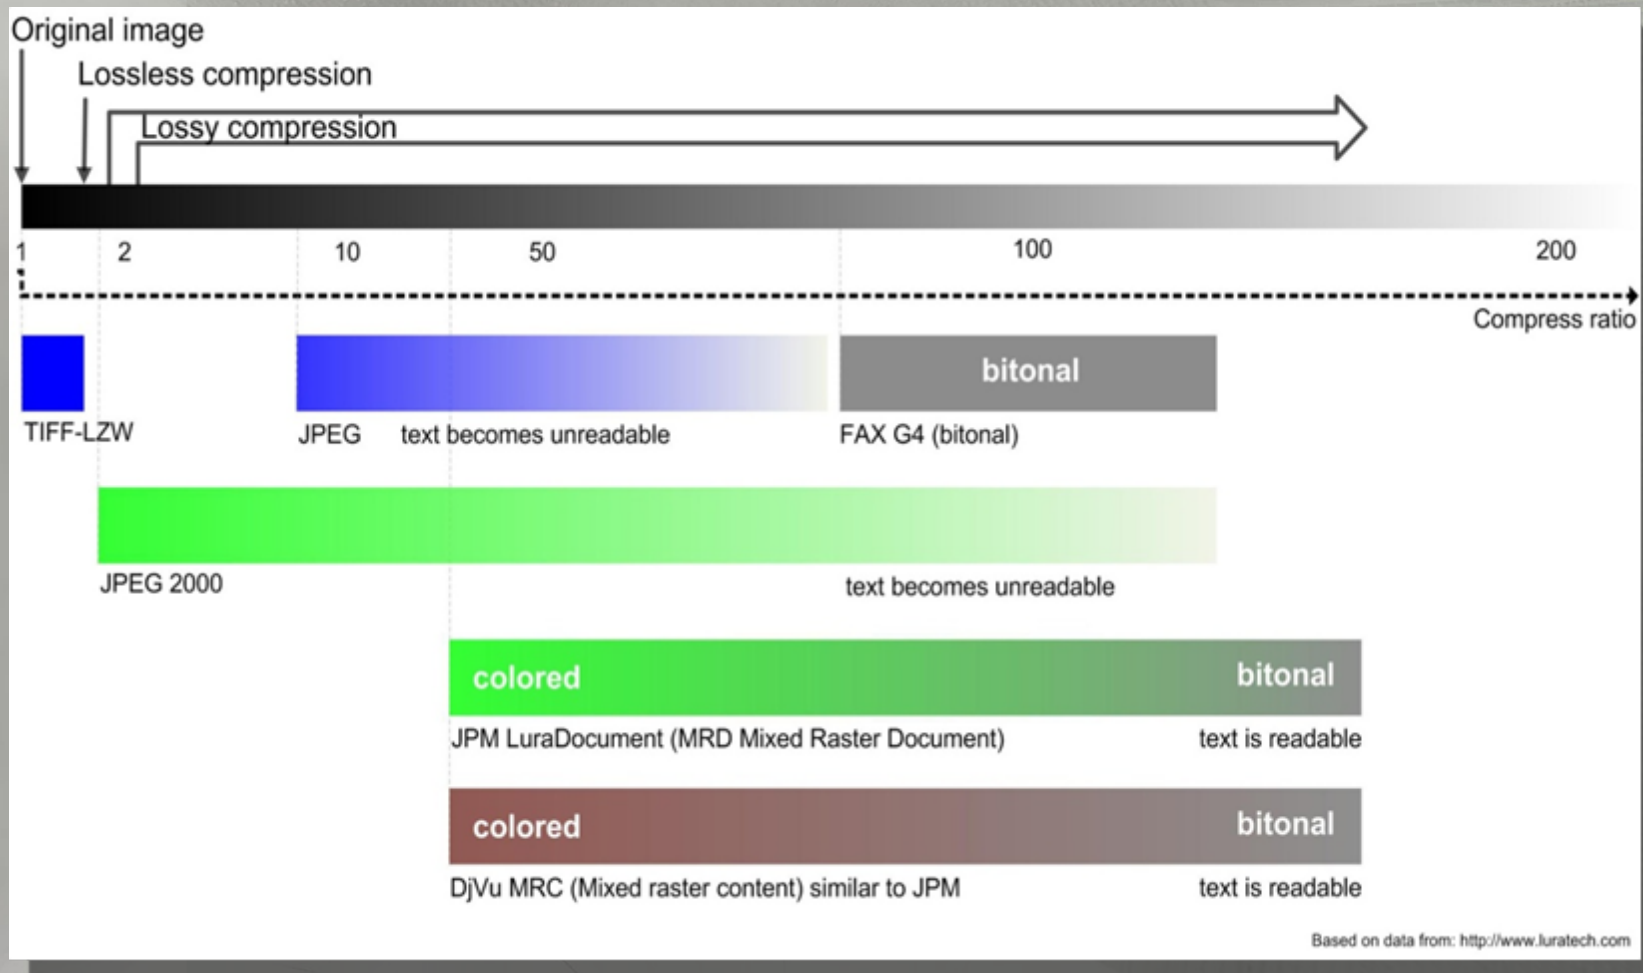 Original image
Lossless compression
Lossy compression
1 2 10 50 100 200
Compress ratio
bitonal
TIFF-LZW JPEG text becomes unreadable FAX G4 (bitonal)
JPEG 2000 text becomes unreadable
colored bitonal
JPM LuraDocument (MRD Mixed Raster Document) text is readable
colored bitonal
DjVu MRC (Mixed raster content) similar to JPM text is readable
Based on data from: http://www.luratech.com